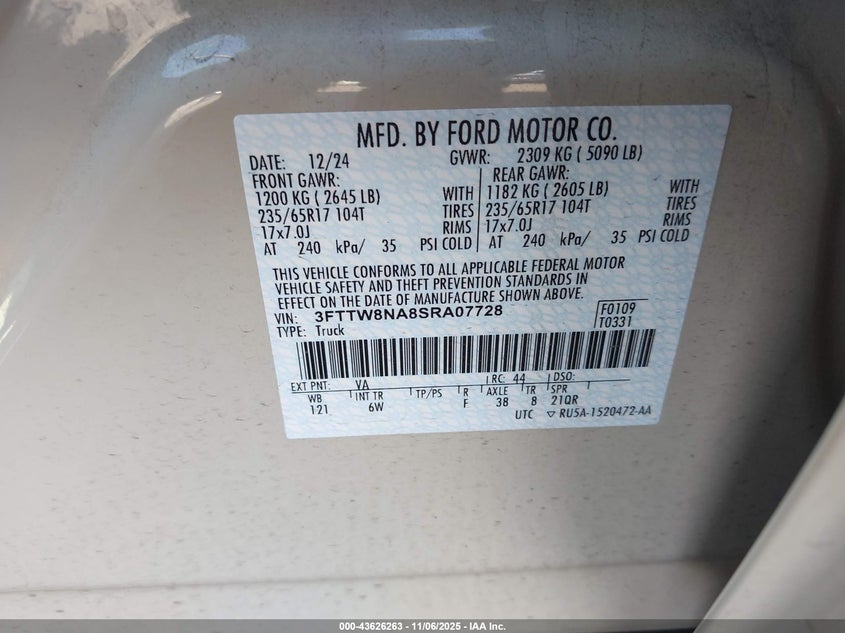 MFD. BY FORD MOTOR CO.
DATE: 12/24 GVWR: 2309 KG ( 5090 LB)
FRONT GAWR: REAR GAWR:
1200 KG ( 2645 LB) WITH 1182 KG ( 2605 LB) WITH
235/65R17 104T TIRES 235/65R17 104T TIRES
17x7.0J RIMS 17x7.0J RIMS
AT 240 kPa/ 35 PSI COLD AT 240 kPa/ 35 PSI COLD
THIS VEHICLE CONFORMS TO ALL APPLICABLE FEDERAL MOTOR
VEHICLE SAFETY AND THEFT PREVENTION STANDARDS IN
EFFECT ON THE DATE OF MANUFACTURE SHOWN ABOVE.
VIN: 3FTTW8NA8SRA07728 F0109
TYPE: Truck T0331
EXT PNT: VA RC: 44 DSO:
WB INT TR TP/PS R AXLE TR SPR
121 6W F 38 8 21QR
UTC ▽ RU5A-1520472-AA
000-43626263 - 11/06/2025 - IAA Inc.